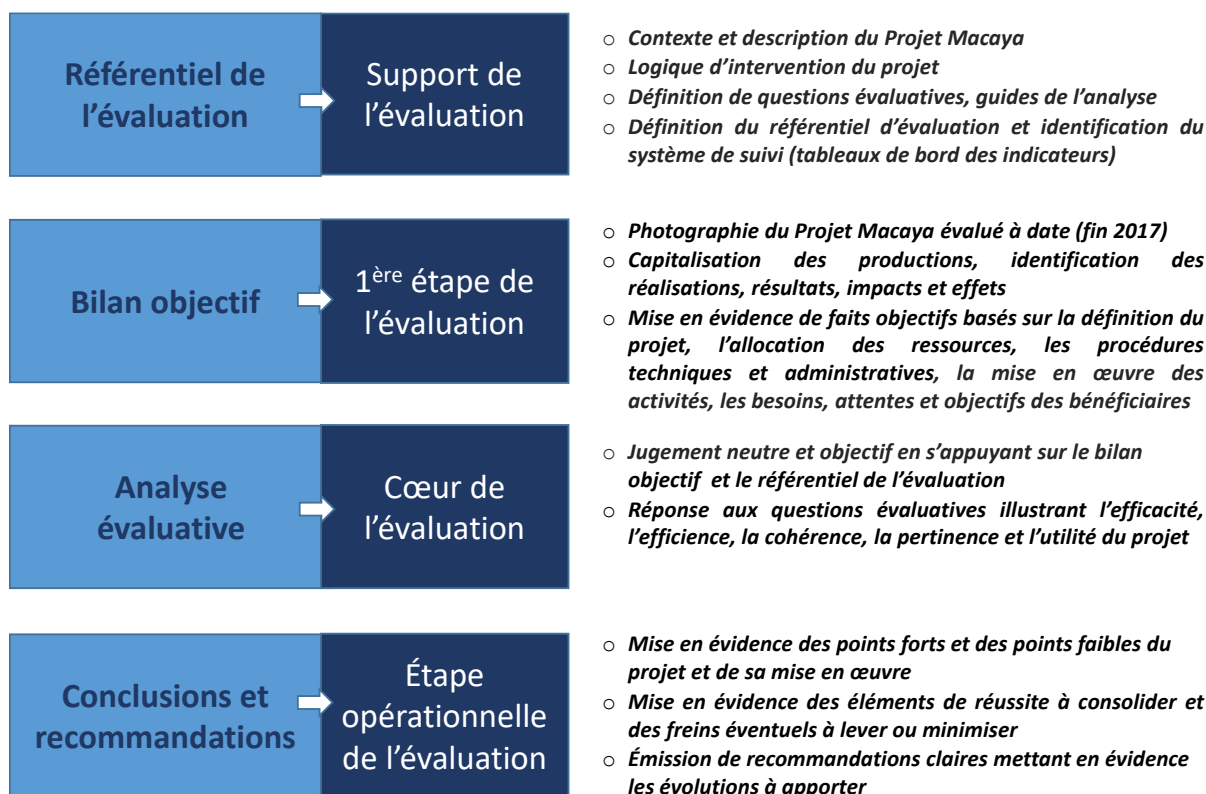 Référentiel de
l'évaluation
Support de
l'évaluation
o Contexte et description du Projet Macaya
o Logique d'intervention du projet
o Définition de questions évaluatives, guides de l'analyse
o Définition du référentiel d'évaluation et identification du
système de suivi (tableaux de bord des indicateurs)
Bilan objectif
1ère étape de
l'évaluation
o Photographie du Projet Macaya évalué à date (fin 2017)
o Capitalisation des productions, identification des
réalisations, résultats, impacts et effets
o Mise en évidence de faits objectifs basés sur la définition du
projet, l'allocation des ressources, les procédures
techniques et administratives, la mise en œuvre des
activités, les besoins, attentes et objectifs des bénéficiaires
Analyse
évaluative
Cœur de
l'évaluation
o Jugement neutre et objectif en s'appuyant sur le bilan
objectif et le référentiel de l'évaluation
o Réponse aux questions évaluatives illustrant l'efficacité,
l'efficience, la cohérence, la pertinence et l'utilité du projet
Conclusions et
recommandations
Étape
opérationnelle
de l'évaluation
o Mise en évidence des points forts et des points faibles du
projet et de sa mise en œuvre
o Mise en évidence des éléments de réussite à consolider et
des freins éventuels à lever ou minimiser
o Émission de recommandations claires mettant en évidence
les évolutions à apporter